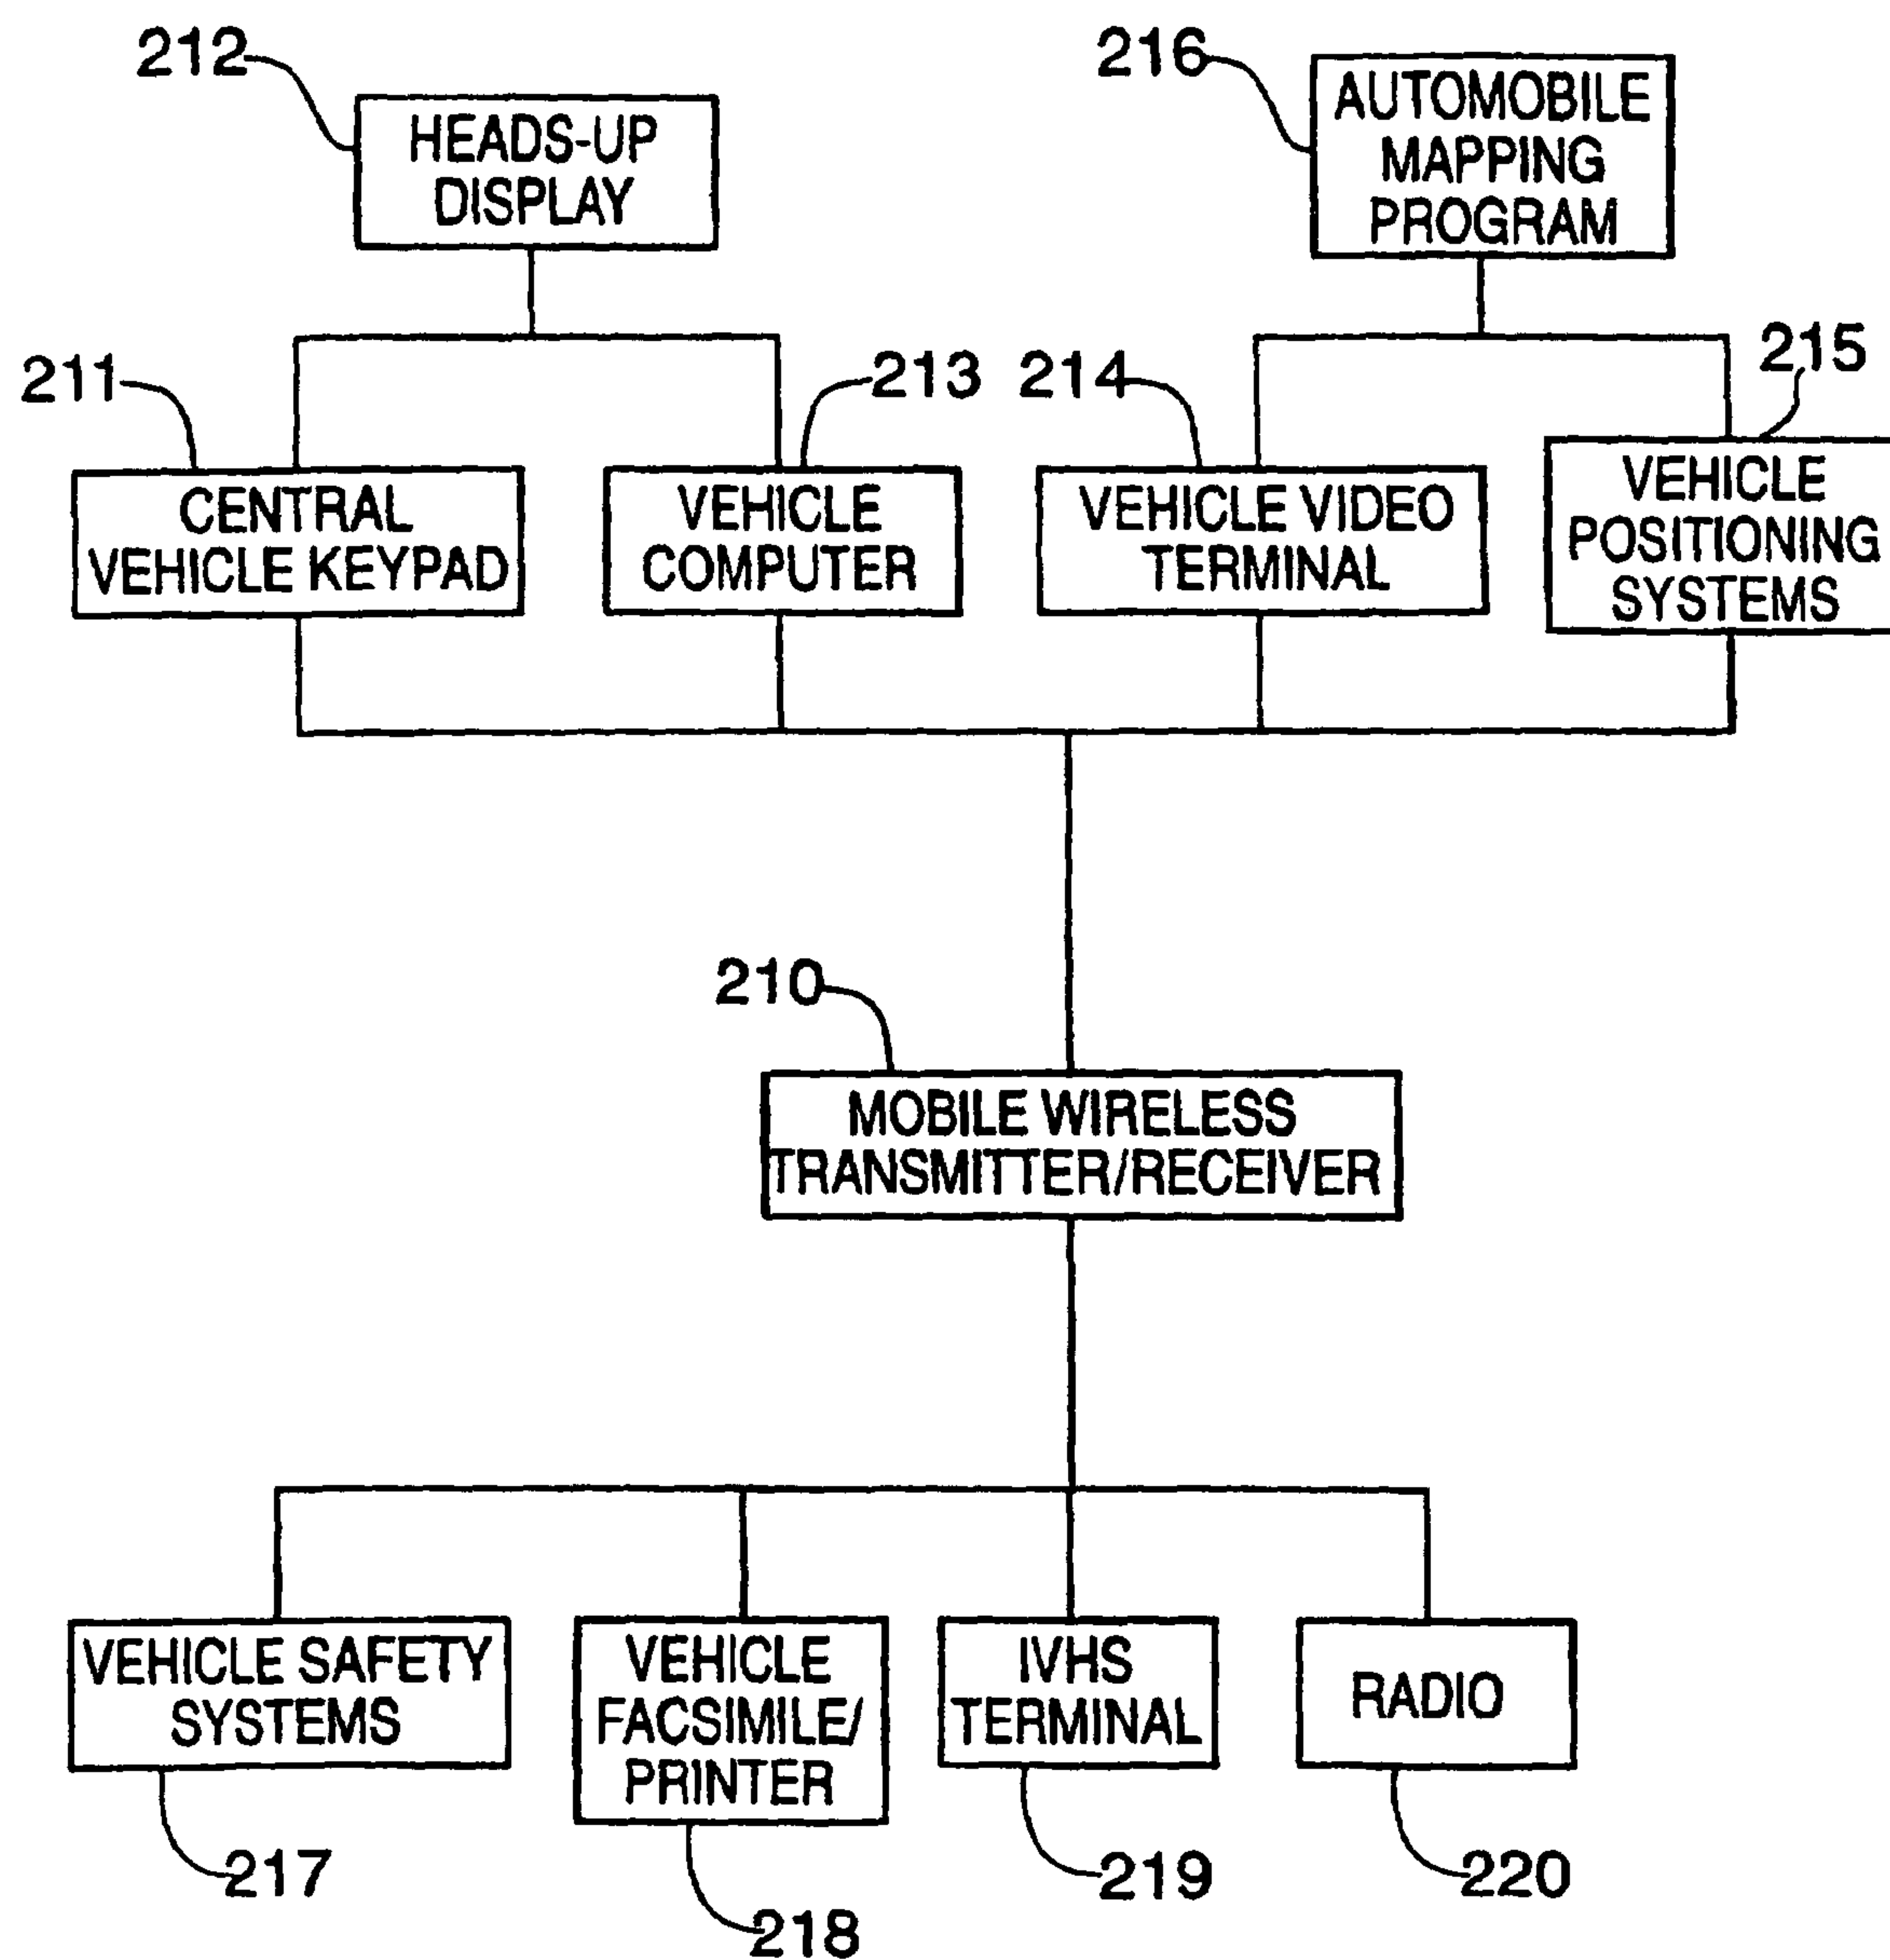 212
HEADS-UP
DISPLAY
216
AUTOMOBILE
MAPPING
PROGRAM
211
CENTRAL
VEHICLE KEYPAD
213
VEHICLE
COMPUTER
214
VEHICLE VIDEO
TERMINAL
215
VEHICLE
POSITIONING
SYSTEMS
210
MOBILE WIRELESS
TRANSMITTER/RECEIVER
VEHICLE SAFETY
SYSTEMS
217
VEHICLE
FACSIMILE/
PRINTER
218
IVHS
TERMINAL
219
RADIO
220